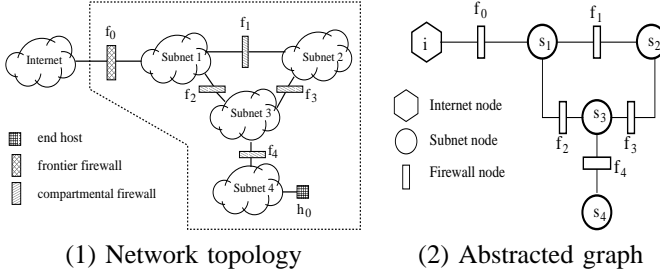 f0
f1
Internet
Subnet 1
Subnet 2
f2
f3
Subnet 3
f4
Subnet 4
h0
end host
frontier firewall
compartmental firewall
(1) Network topology
f0
f1
i
s1
s2
s3
f2
f3
f4
s4
Internet node
Subnet node
Firewall node
(2) Abstracted graph